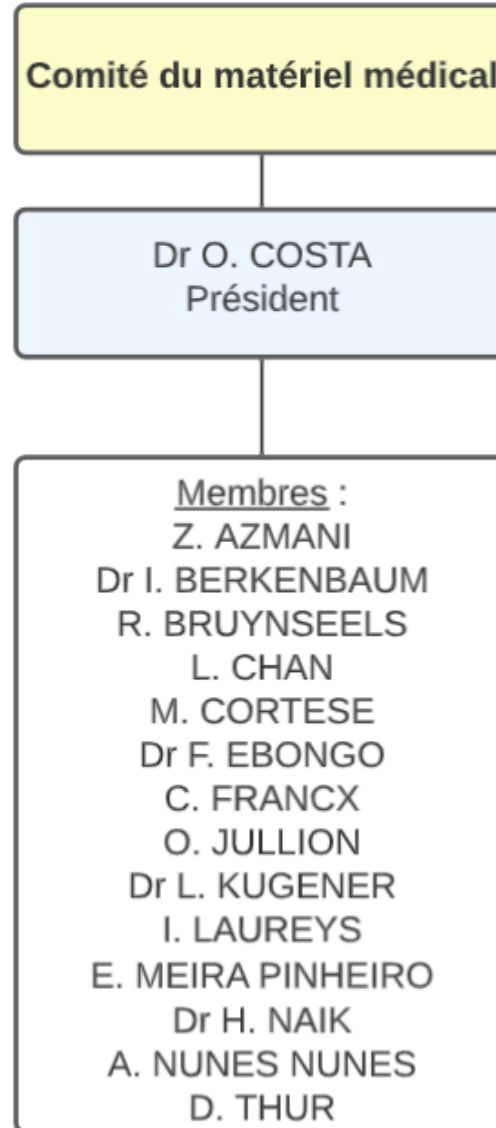 Comité du matériel médical
Dr O. COSTA
Président
Membres :
Z. AZMANI
Dr I. BERKENBAUM
R. BRUYNSEELS
L. CHAN
M. CORTESE
Dr F. EBONGO
C. FRANCX
O. JULLION
Dr L. KUGENER
I. LAUREYS
E. MEIRA PINHEIRO
Dr H. NAIK
A. NUNES NUNES
D. THUR